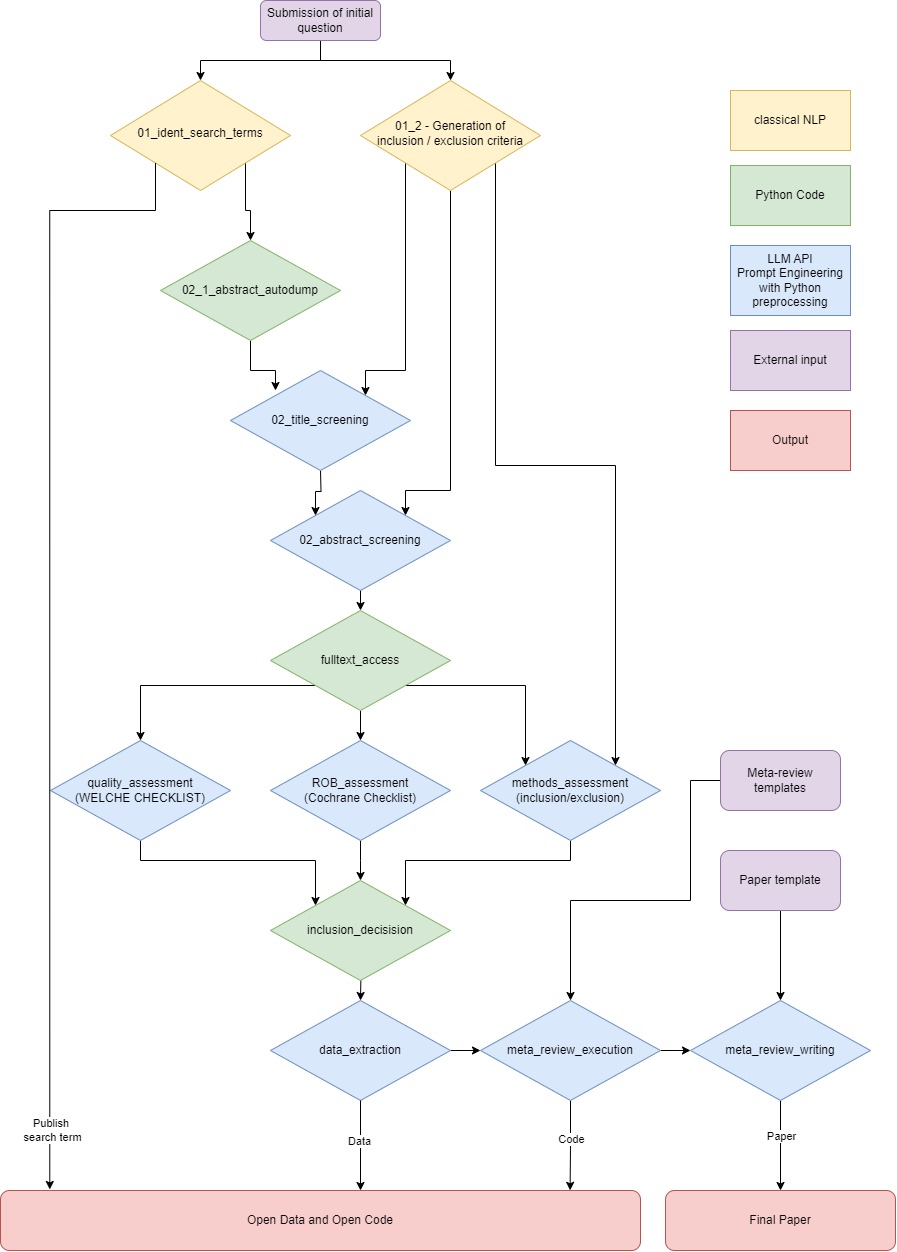 Submission of initial
question
01_ident_search_terms
01_2 - Generation of
inclusion / exclusion criteria
classical NLP
Python Code
LLM API
Prompt Engineering
with Python
preprocessing
External input
Output
02_1_abstract_autodump
02_title_screening
02_abstract_screening
fulltext_access
quality_assessment
(WELCHE CHECKLIST)
ROB_assessment
(Cochrane Checklist)
methods_assessment
(inclusion/exclusion)
Meta-review
templates
Paper template
inclusion_decisision
data_extraction
meta_review_execution
meta_review_writing
Publish
search term
Data
Code
Paper
Open Data and Open Code
Final Paper